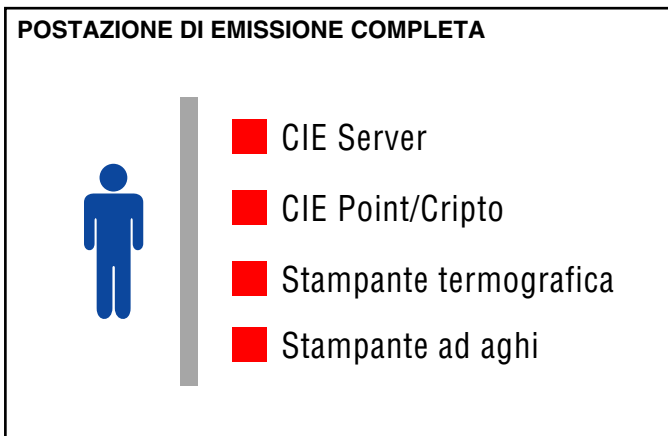 POSTAZIONE DI EMISSIONE COMPLETA
CIE Server
CIE Point/Cripto
Stampante termografica
Stampante ad aghi